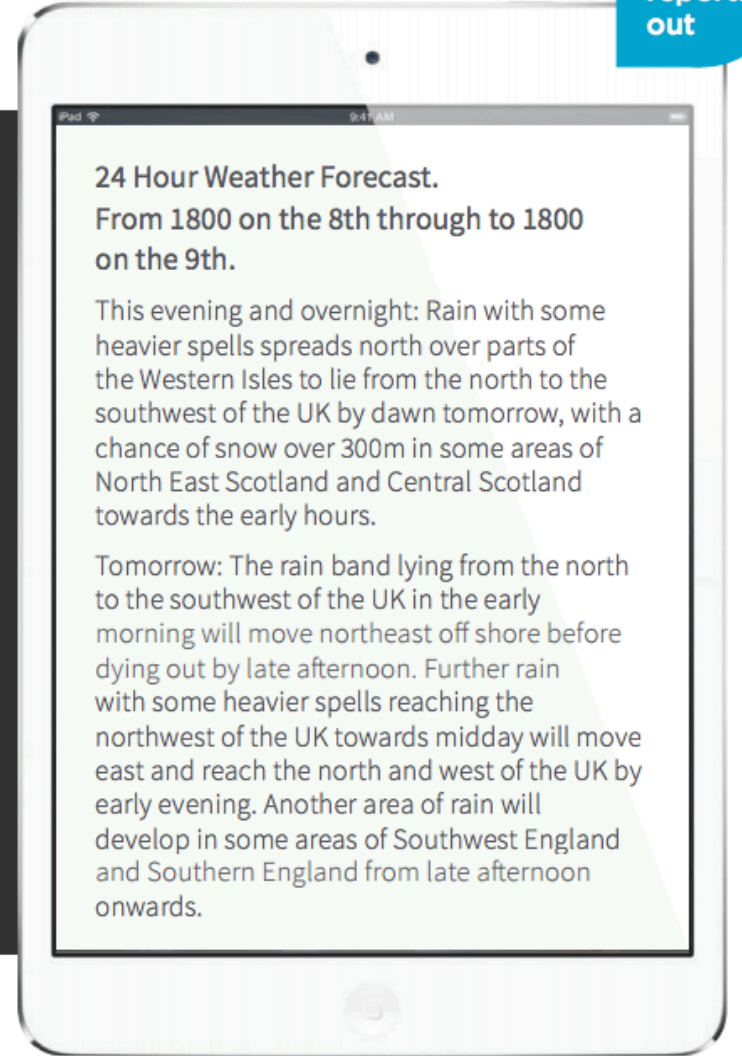 out
iPad
9:41 AM
24 Hour Weather Forecast.
From 1800 on the 8th through to 1800
on the 9th.
This evening and overnight: Rain with some
heavier spells spreads north over parts of
the Western Isles to lie from the north to the
southwest of the UK by dawn tomorrow, with a
chance of snow over 300m in some areas of
North East Scotland and Central Scotland
towards the early hours.
Tomorrow: The rain band lying from the north
to the southwest of the UK in the early
morning will move northeast off shore before
dying out by late afternoon. Further rain
with some heavier spells reaching the
northwest of the UK towards midday will move
east and reach the north and west of the UK by
early evening. Another area of rain will
develop in some areas of Southwest England
and Southern England from late afternoon
onwards.